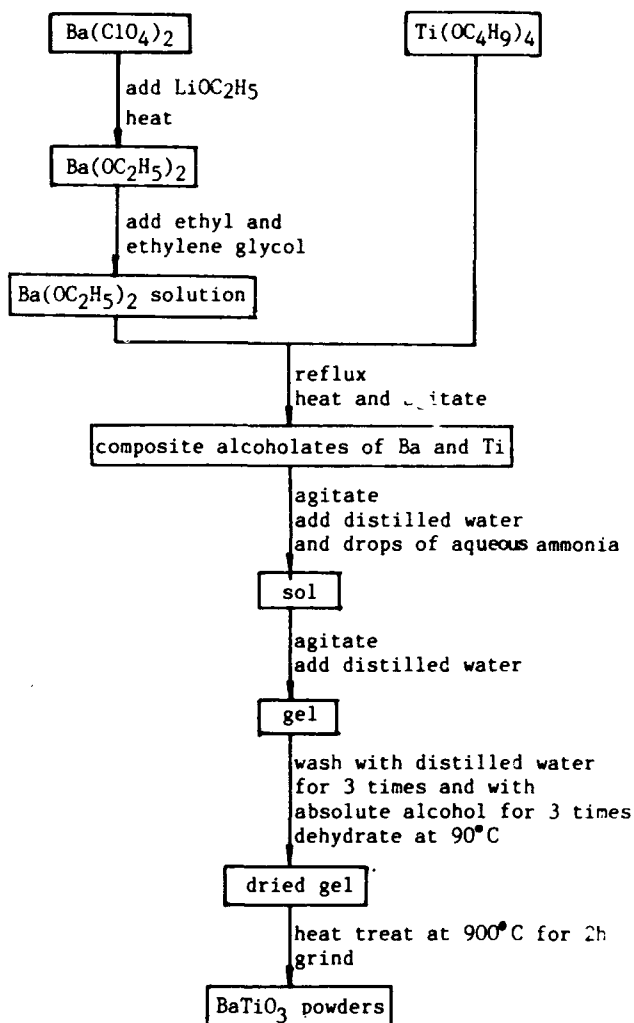 Ba(ClO4)2
Ti(OC4H9)4
add LiOC2H5
heat
Ba(OC2H5)2
add ethyl and
ethylene glycol
Ba(OC2H5)2 solution
reflux
heat and
composite alcoholates of Ba and Ti
agitate
add distilled water
and drops of aqueous ammonia
sol
agitate
add distilled water
gel
wash with distilled water
for 3 times and with
absolute alcohol for 3 times
dehydrate at 90°C
dried gel
heat treat at 900°C for 2h
grind
BaTiO3 powders